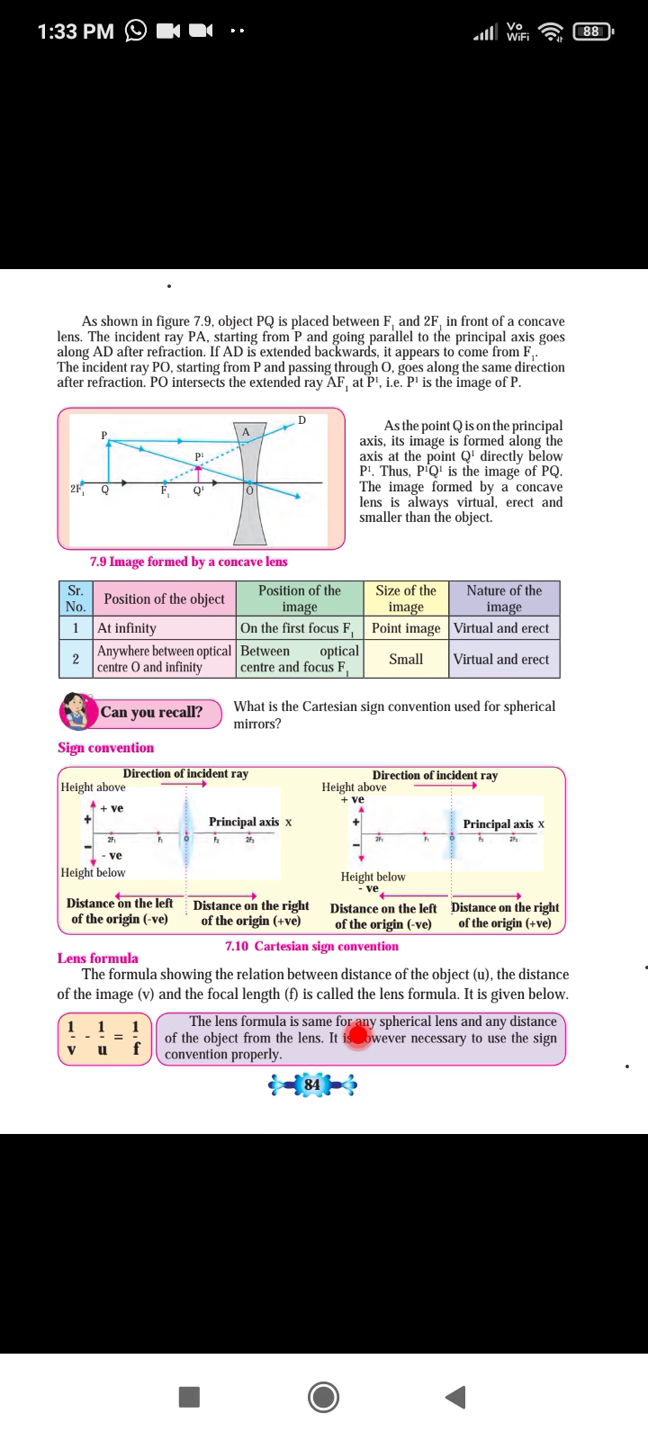 1:33 PM
Vo
WiFi
88
As shown in figure 7.9, object PQ is placed between F1 and 2F1 in front of a concave
lens. The incident ray PA, starting from P and going parallel to the principal axis goes
along AD after refraction. If AD is extended backwards, it appears to come from F1.
The incident ray PO, starting from P and passing through O, goes along the same direction
after refraction. PO intersects the extended ray AF1 at P¹, i.e. P¹ is the image of P.
D
A
P
P¹
2F1 Q F1 Q¹ O
As the point Q is on the principal
axis, its image is formed along the
axis at the point Q¹ directly below
P¹. Thus, P¹Q¹ is the image of PQ.
The image formed by a concave
lens is always virtual, erect and
smaller than the object.
7.9 Image formed by a concave lens
Sr. No. Position of the object Position of the image Size of the image Nature of the image
1 At infinity On the first focus F1 Point image Virtual and erect
2 Anywhere between optical centre O and infinity Between optical centre and focus F1 Small Virtual and erect
Can you recall?
What is the Cartesian sign convention used for spherical
mirrors?
Sign convention
Direction of incident ray
Height above
+ ve
+
Principal axis X
2F1 F1 O F2 2F2
-
- ve
Height below
Distance on the left
of the origin (-ve)
Distance on the right
of the origin (+ve)
Direction of incident ray
Height above
+ ve
+
Principal axis X
2F1 F1 O F2 2F2
-
Height below
- ve
Distance on the left
of the origin (-ve)
Distance on the right
of the origin (+ve)
7.10 Cartesian sign convention
Lens formula
The formula showing the relation between distance of the object (u), the distance
of the image (v) and the focal length (f) is called the lens formula. It is given below.
1/v - 1/u = 1/f
The lens formula is same for any spherical lens and any distance
of the object from the lens. It is however necessary to use the sign
convention properly.
84